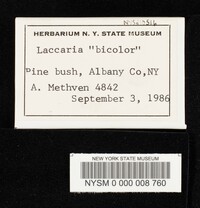 HERBARIUM N. Y. STATE MUSEUM
Laccaria "bicolor"
Pine bush, Albany Co,NY
A. Methven 4842
September 3, 1986
NEW YORK STATE MUSEUM
NYSM 0 000 008 760